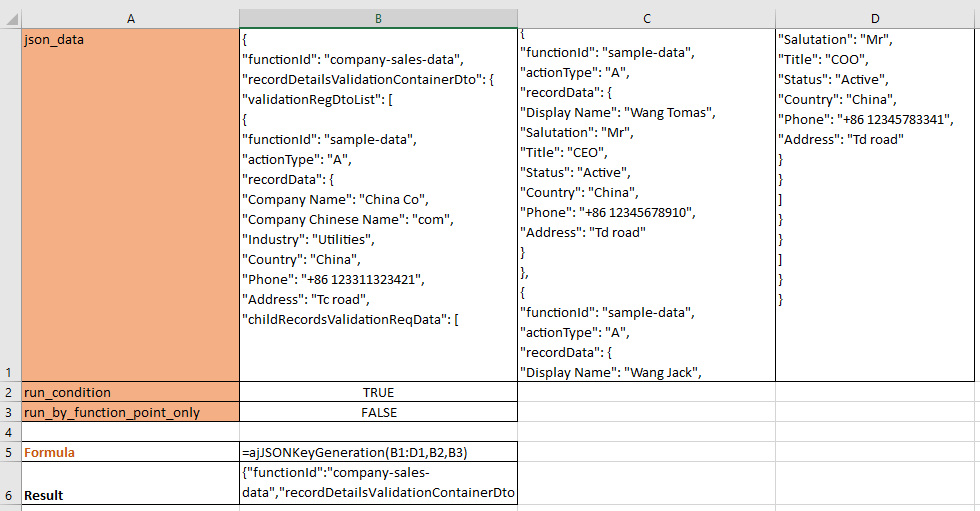 A B C D
json_data
{
"functionId": "company-sales-data",
"recordDetailsValidationContainerDto": {
"validationRegDtoList": [
{
"functionId": "sample-data",
"actionType": "A",
"recordData": {
"Company Name": "China Co",
"Company Chinese Name": "com",
"Industry": "Utilities",
"Country": "China",
"Phone": "+86 123311323421",
"Address": "Tc road",
"childRecordsValidationReqData": [
{
"functionId": "sample-data",
"actionType": "A",
"recordData": {
"Display Name": "Wang Tomas",
"Salutation": "Mr",
"Title": "CEO",
"Status": "Active",
"Country": "China",
"Phone": "+86 12345678910",
"Address": "Td road"
}
},
{
"functionId": "sample-data",
"actionType": "A",
"recordData": {
"Display Name": "Wang Jack",
"Salutation": "Mr",
"Title": "COO",
"Status": "Active",
"Country": "China",
"Phone": "+86 12345783341",
"Address": "Td road"
}
}
]
}
}
]
}
}
1
2 run_condition TRUE
3 run_by_function_point_only FALSE
4
5 Formula =ajJSONKeyGeneration(B1:D1,B2,B3)
{"functionId":"company-sales-
data","recordDetailsValidationContainerDto
6 Result